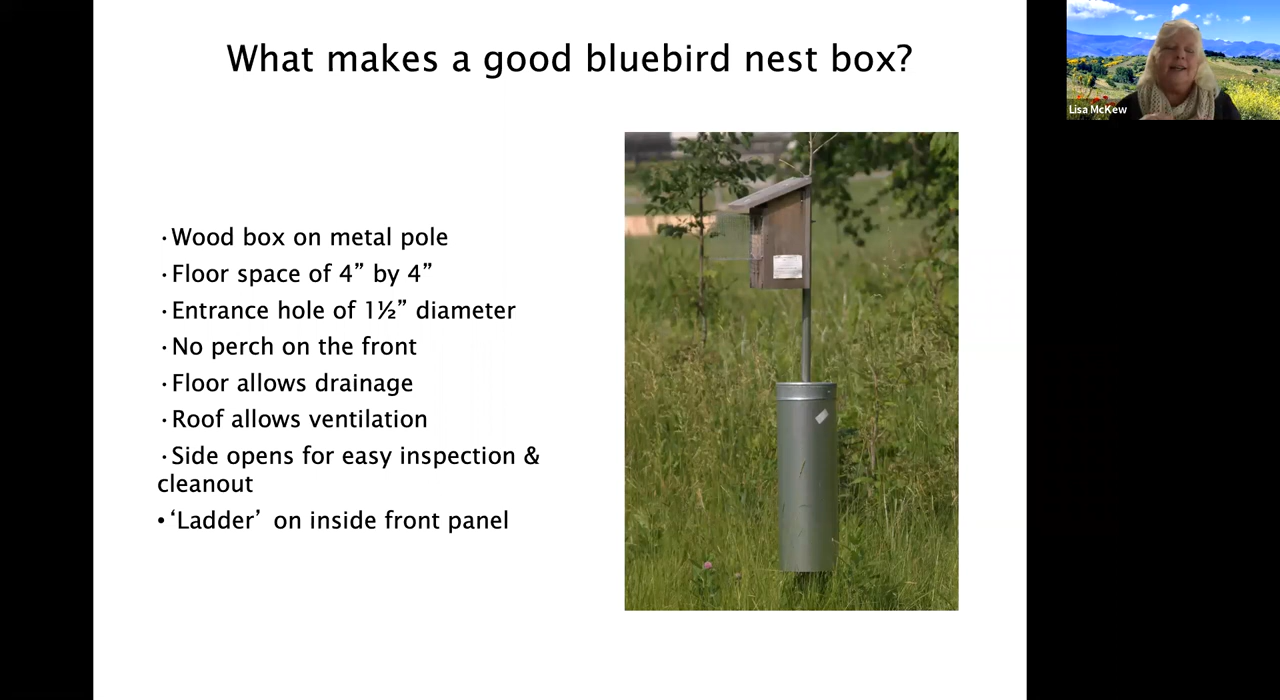 What makes a good bluebird nest box?
Lisa McKew
·Wood box on metal pole
·Floor space of 4” by 4”
·Entrance hole of 1½” diameter
·No perch on the front
·Floor allows drainage
·Roof allows ventilation
·Side opens for easy inspection &
cleanout
•‘Ladder’ on inside front panel